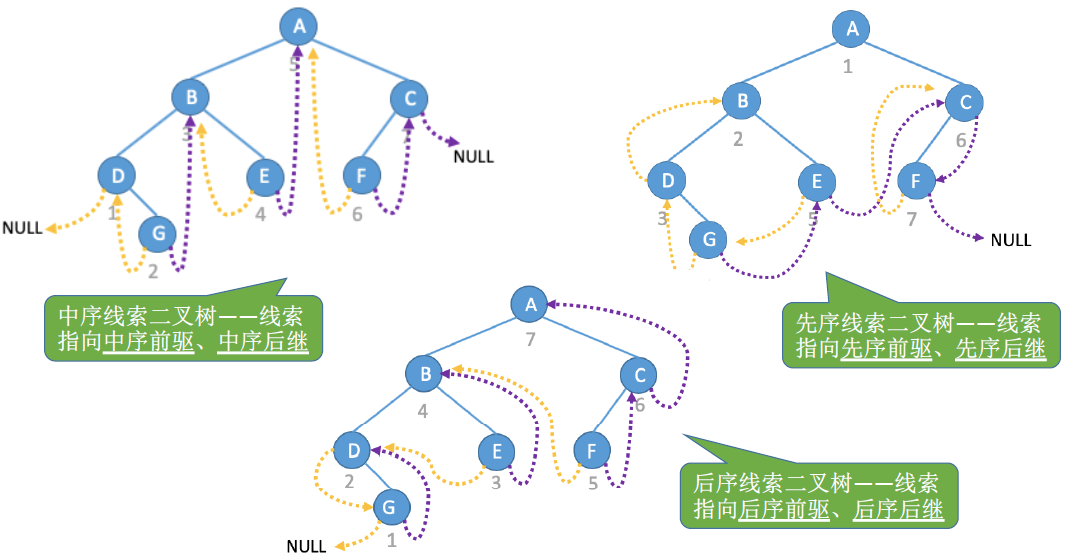 A
5
B
3
C
7
NULL
D
1
E
4
F
6
NULL
G
2
中序线索二叉树——线索
指向中序前驱、中序后继
A
1
B
2
C
6
D
3
E
5
F
7
G
NULL
先序线索二叉树——线索
指向先序前驱、先序后继
A
7
B
4
C
6
D
2
E
3
F
5
G
1
NULL
后序线索二叉树——线索
指向后序前驱、后序后继